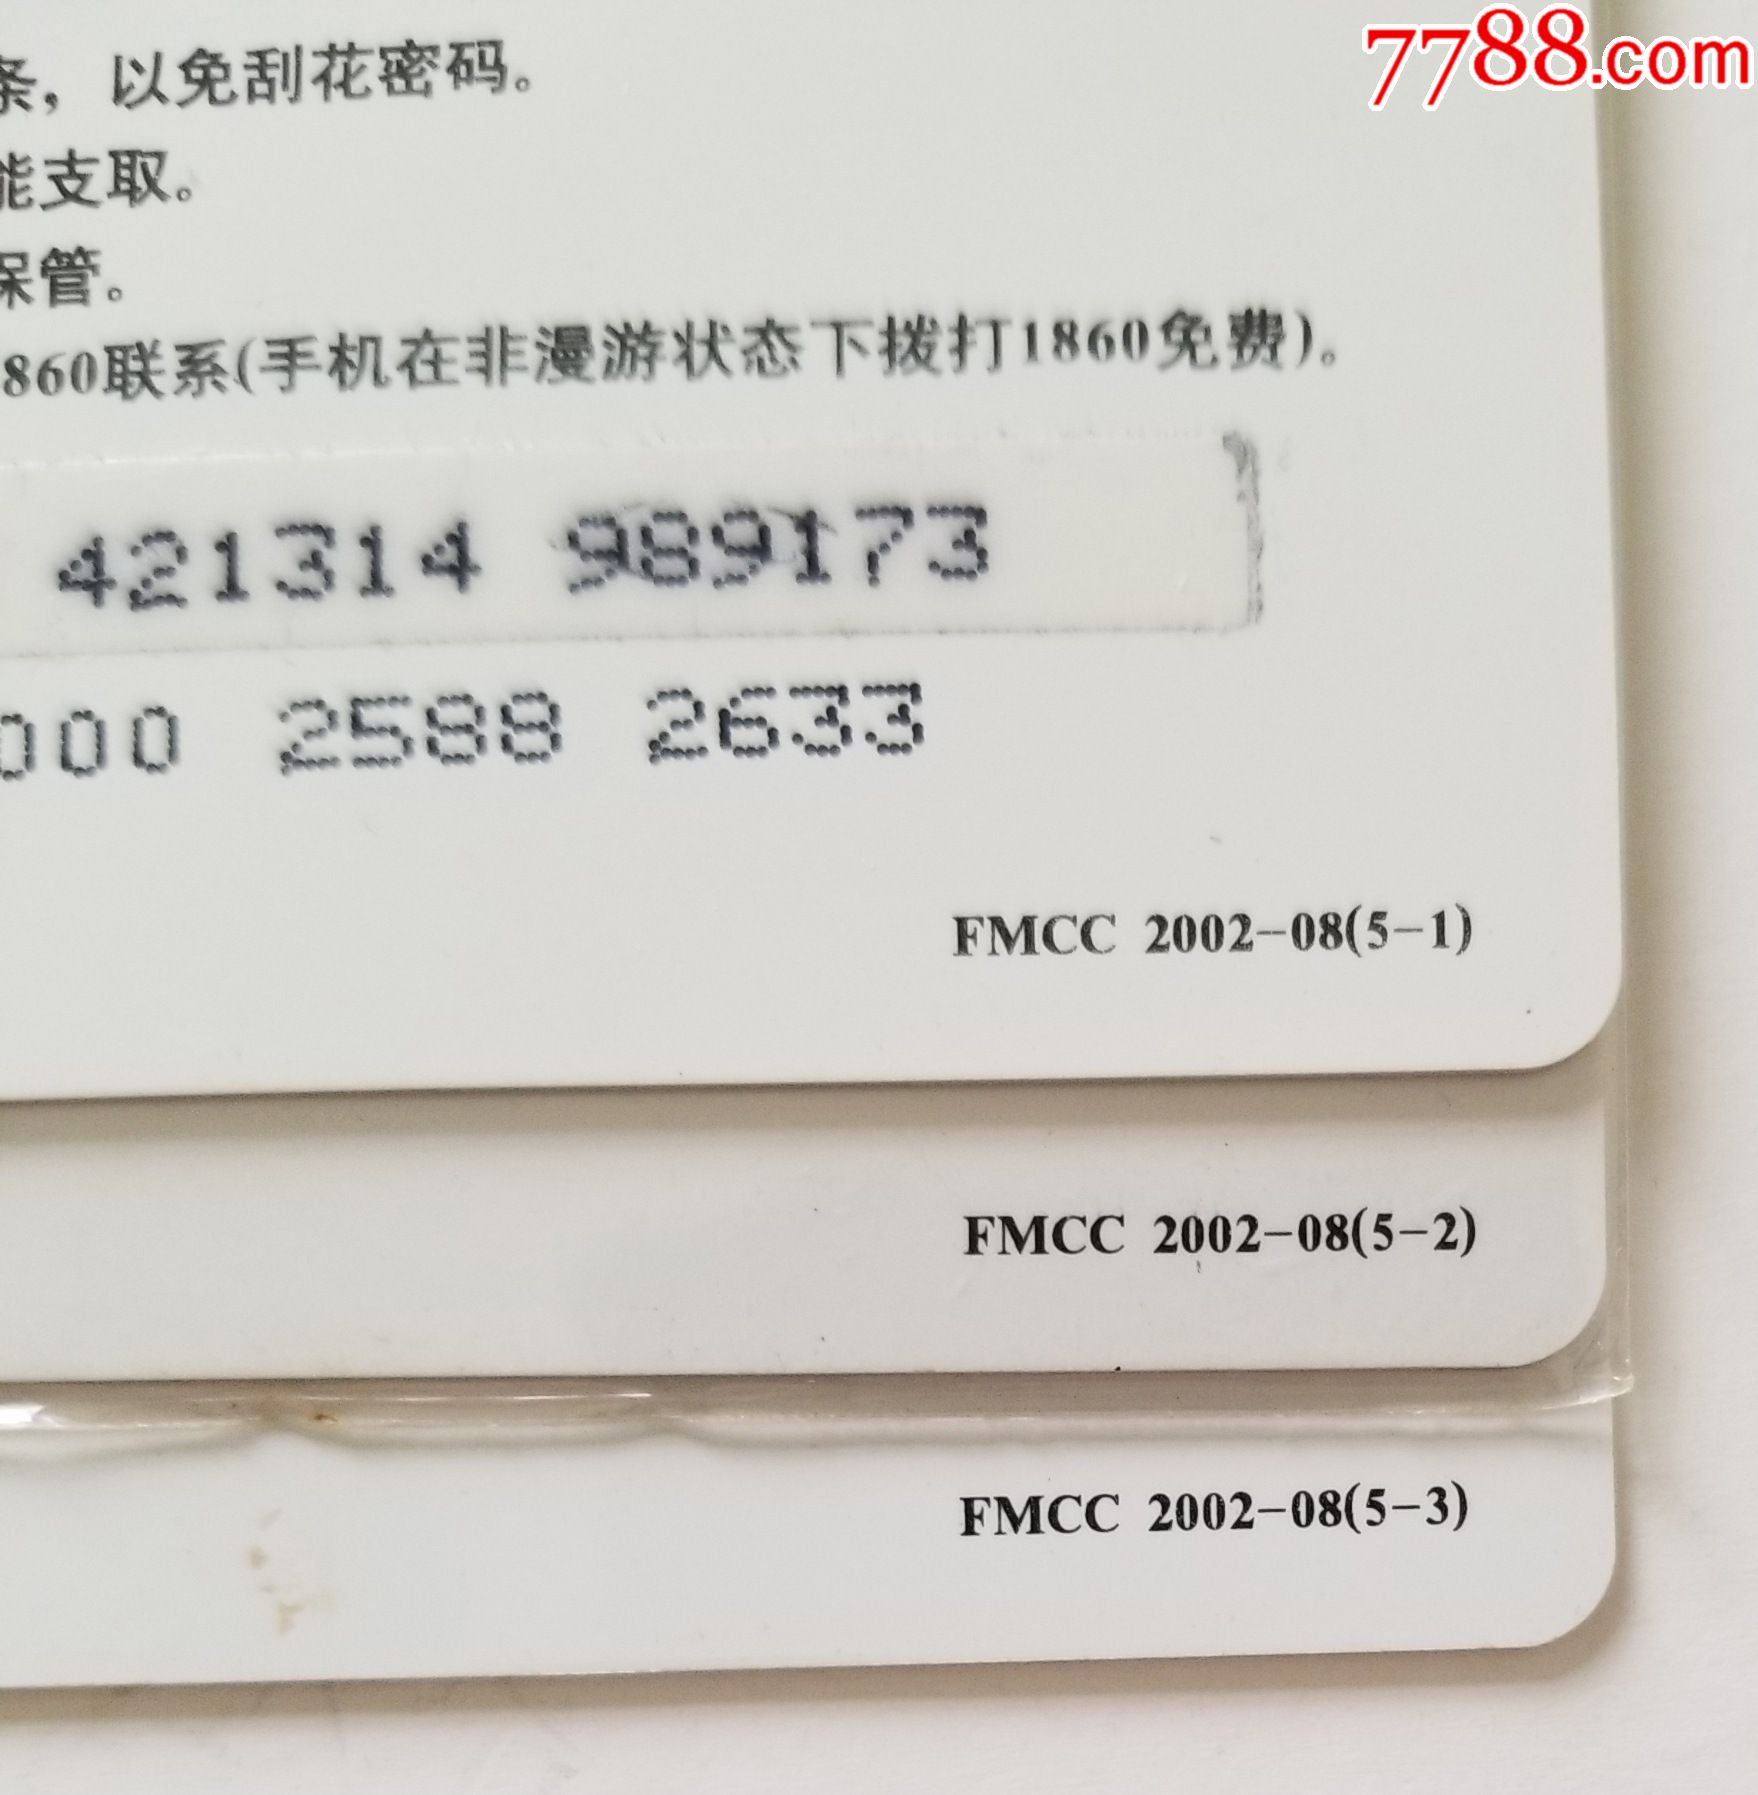 7788.com
条，以免刮花密码。
能支取。
保管。
860联系(手机在非漫游状态下拨打1860免费)。
421314 989173
000 2588 2633
FMCC 2002-08(5-1)
FMCC 2002-08(5-2)
FMCC 2002-08(5-3)